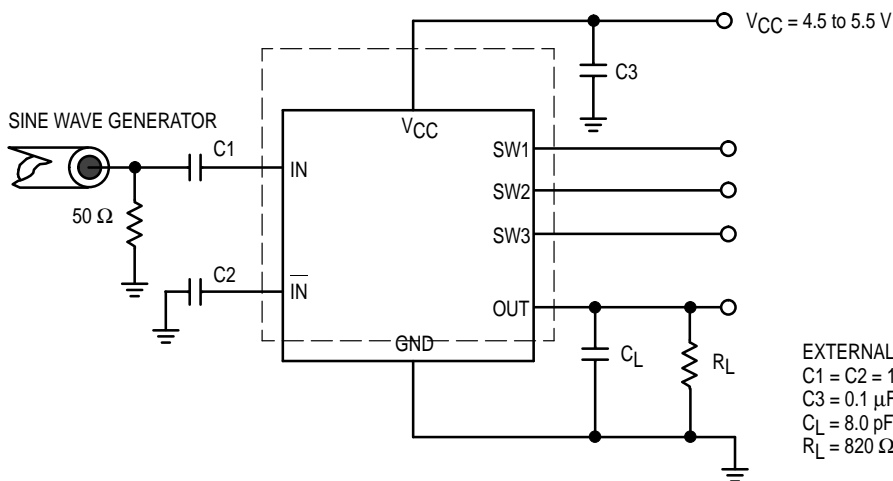 VCC = 4.5 to 5.5 V
C3
SINE WAVE GENERATOR
C1
VCC
IN
SW1
SW2
SW3
50 Ω
C2
IN
OUT
GND
CL
RL
EXTERNAL
C1 = C2 = 1
C3 = 0.1 µF
CL = 8.0 pF
RL = 820 Ω